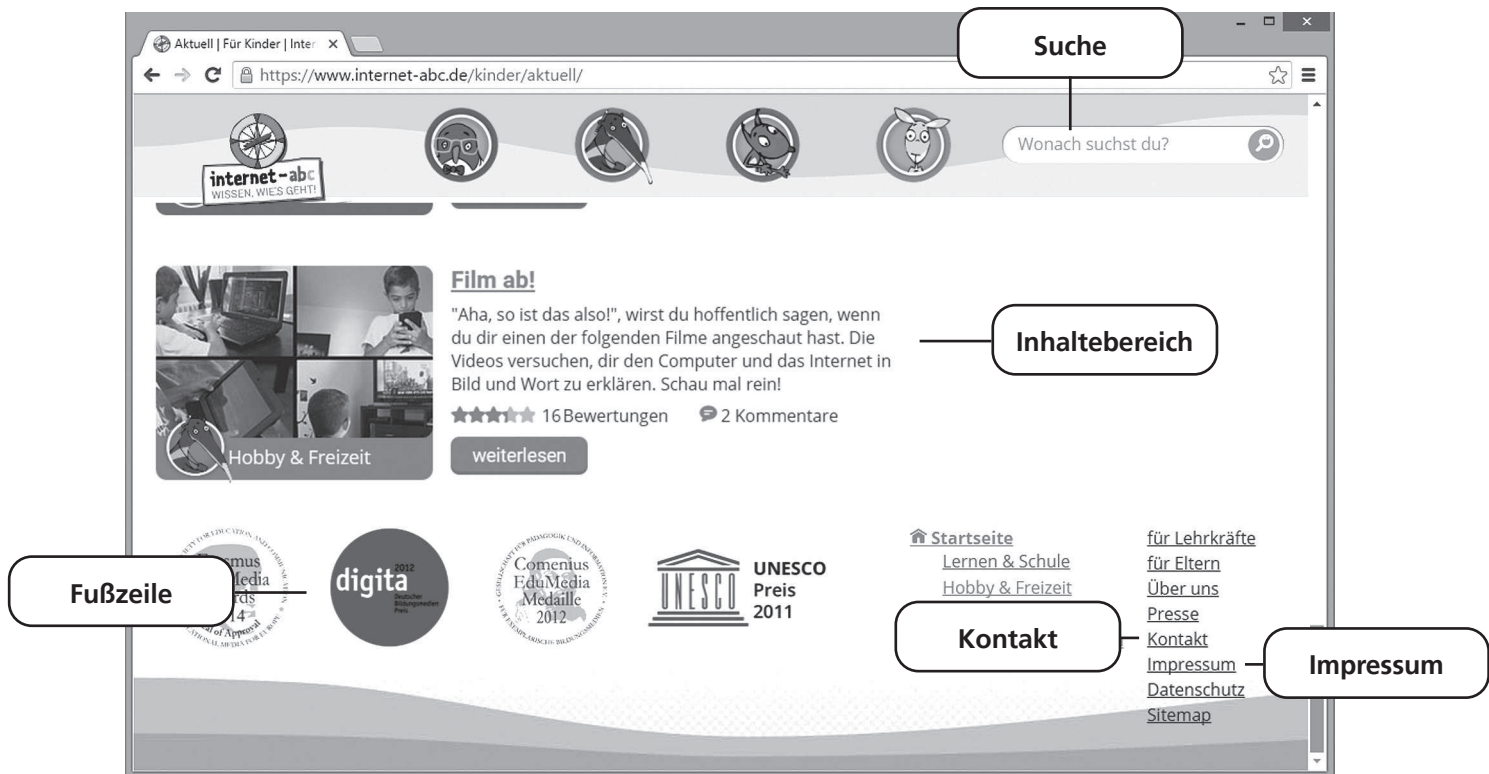 Suche
Aktuell | Für Kinder | Inter
https://www.internet-abc.de/kinder/aktuell/
internet-abc
WISSEN, WIE'S GEHT!
Wonach suchst du?
Film ab!
"Aha, so ist das also!", wirst du hoffentlich sagen, wenn
du dir einen der folgenden Filme angeschaut hast. Die
Videos versuchen, dir den Computer und das Internet in
Bild und Wort zu erklären. Schau mal rein!
16 Bewertungen 2 Kommentare
weiterlesen
Hobby & Freizeit
Inhaltebereich
Fußzeile
digita
2012
Deutscher
Bildungsmedien
Preis
Comenius
EduMedia
Medaille
2012
UNESCO
UNESCO
Preis
2011
Startseite
Lernen & Schule
Hobby & Freizeit
für Lehrkräfte
für Eltern
Über uns
Presse
Kontakt
Impressum
Datenschutz
Sitemap
Kontakt
Impressum